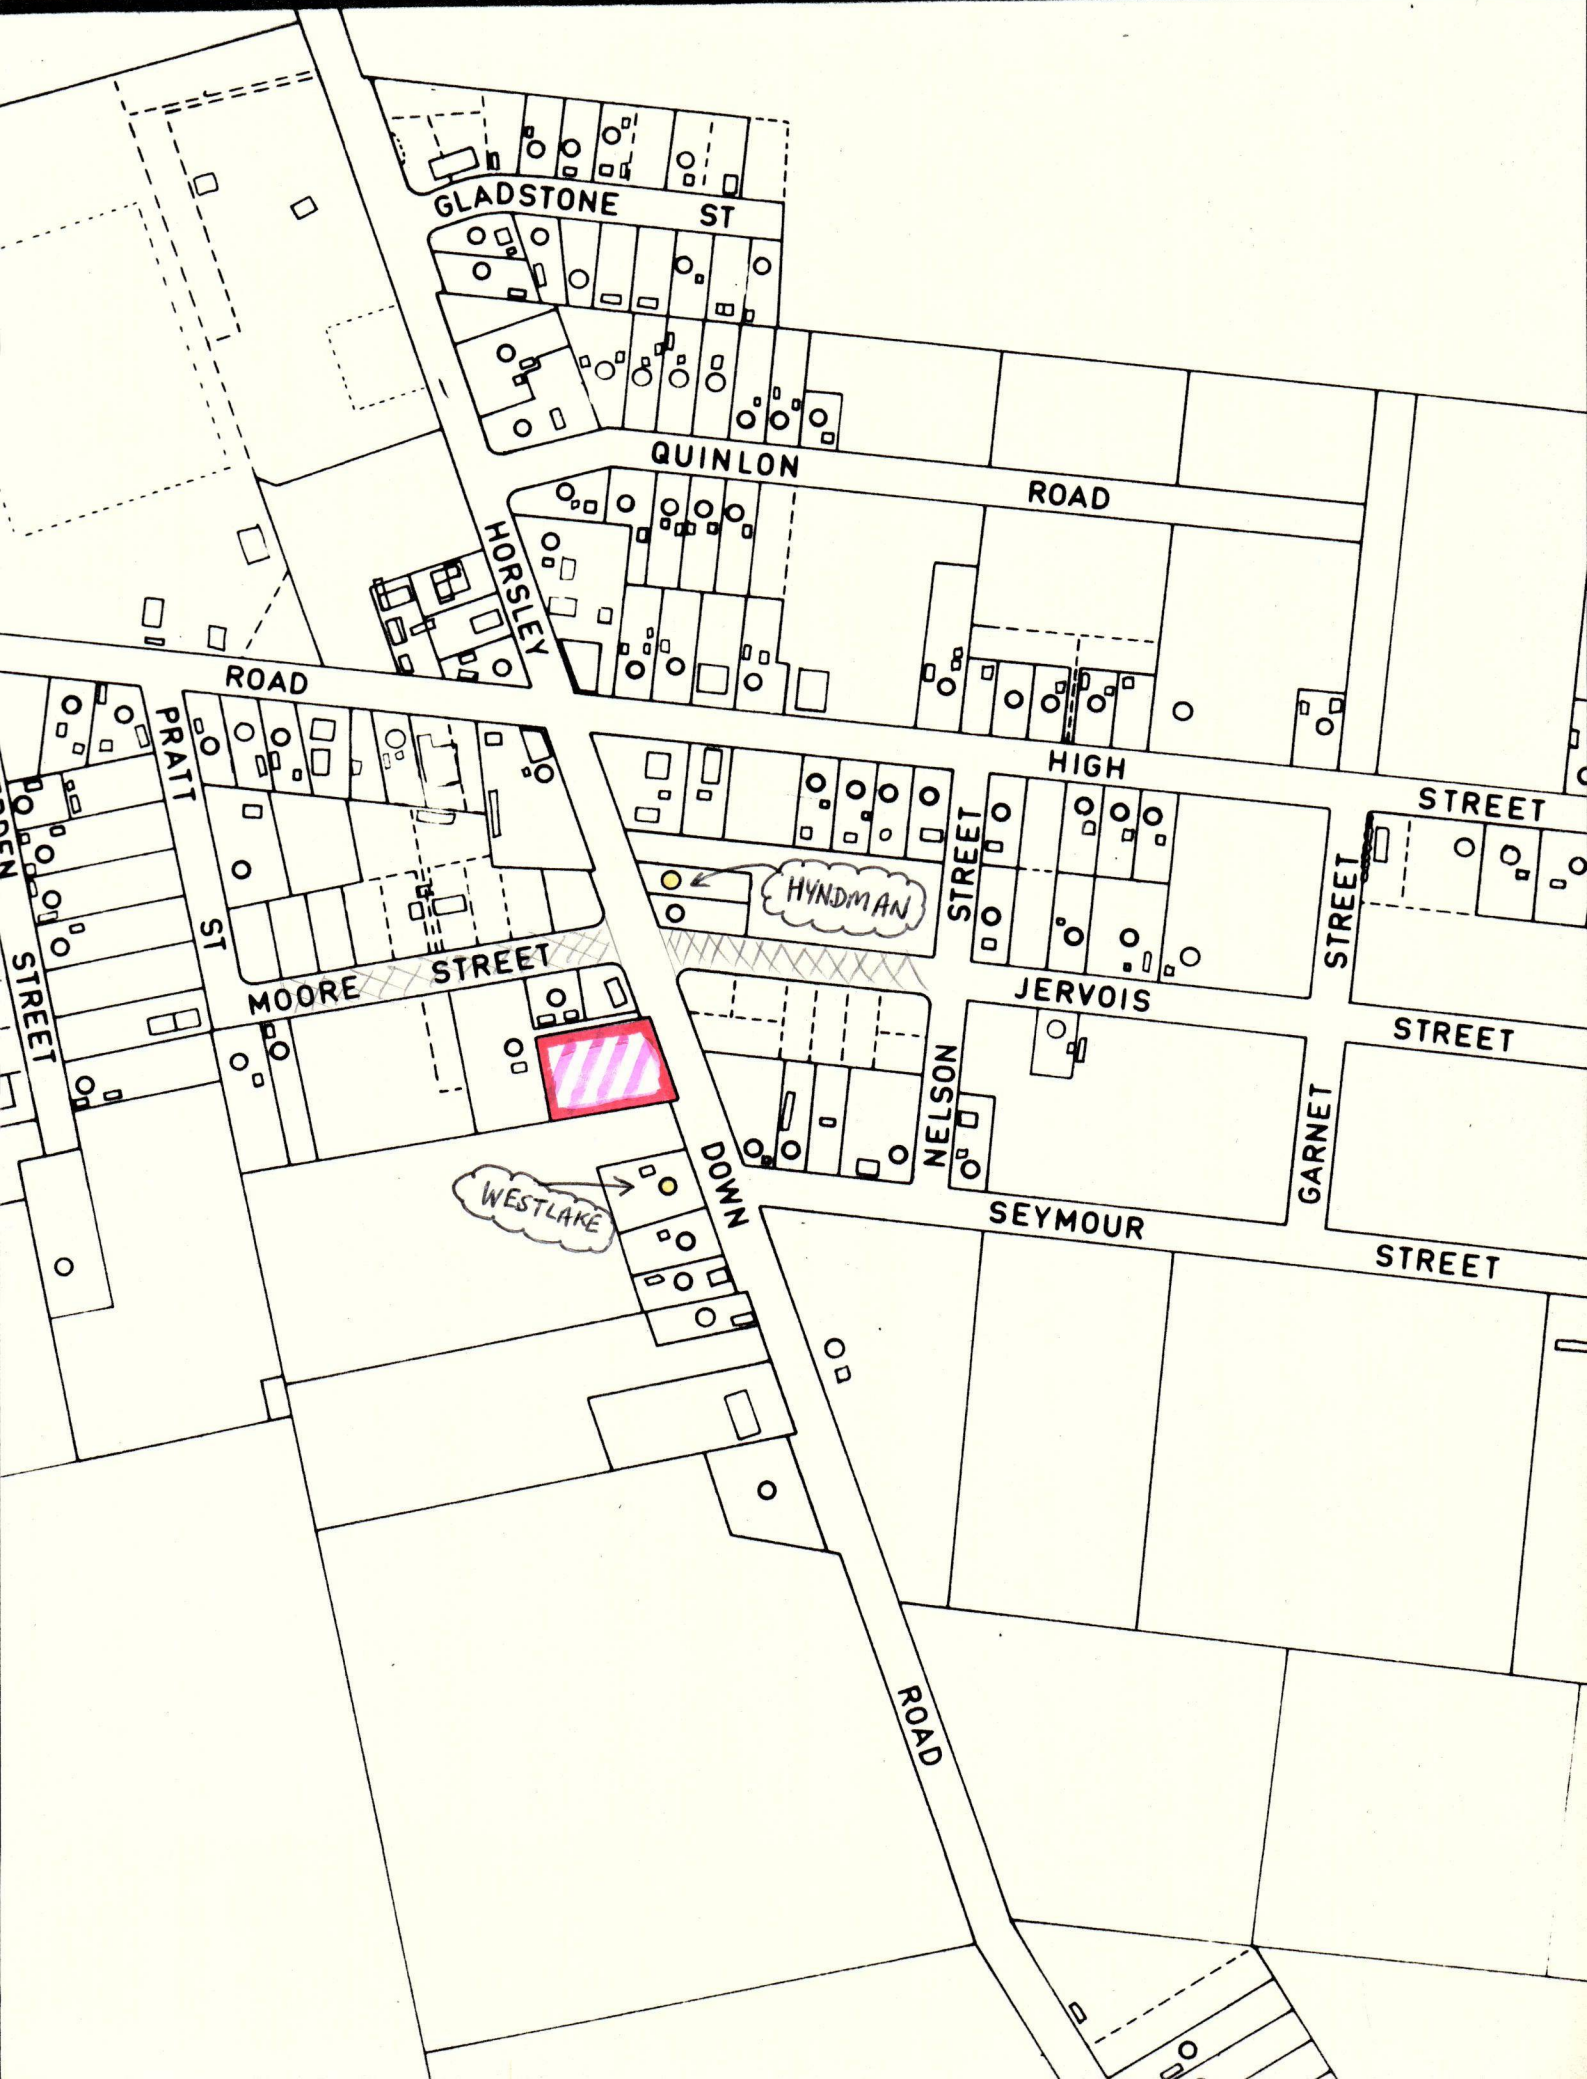 GLADSTONE ST
QUINLON ROAD
HORSLEY
ROAD
PRATT
ST
HIGH
STREET
STREET
STREET
HYNDMAN
STREET
MOORE STREET
JERVOIS
STREET
NELSON
GARNET
DOWN
WESTLAKE
SEYMOUR
STREET
ROAD